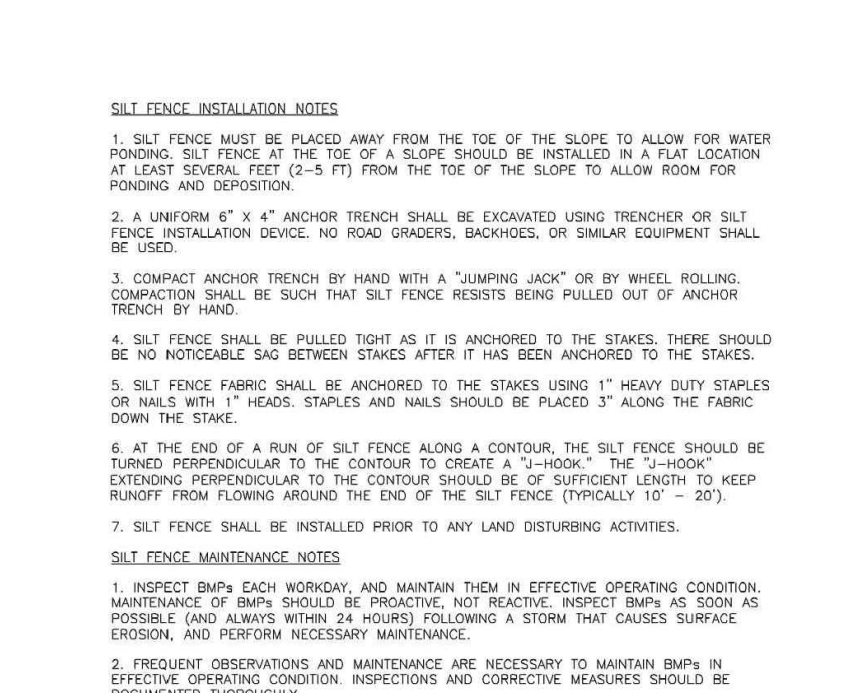 SILT FENCE INSTALLATION NOTES
1. SILT FENCE MUST BE PLACED AWAY FROM THE TOE OF THE SLOPE TO ALLOW FOR WATER
PONDING. SILT FENCE AT THE TOE OF A SLOPE SHOULD BE INSTALLED IN A FLAT LOCATION
AT LEAST SEVERAL FEET (2–5 FT) FROM THE TOE OF THE SLOPE TO ALLOW ROOM FOR
PONDING AND DEPOSITION.
2. A UNIFORM 6" X 4" ANCHOR TRENCH SHALL BE EXCAVATED USING TRENCHER OR SILT
FENCE INSTALLATION DEVICE. NO ROAD GRADERS, BACKHOES, OR SIMILAR EQUIPMENT SHALL
BE USED.
3. COMPACT ANCHOR TRENCH BY HAND WITH A "JUMPING JACK" OR BY WHEEL ROLLING.
COMPACTION SHALL BE SUCH THAT SILT FENCE RESISTS BEING PULLED OUT OF ANCHOR
TRENCH BY HAND.
4. SILT FENCE SHALL BE PULLED TIGHT AS IT IS ANCHORED TO THE STAKES. THERE SHOULD
BE NO NOTICEABLE SAG BETWEEN STAKES AFTER IT HAS BEEN ANCHORED TO THE STAKES.
5. SILT FENCE FABRIC SHALL BE ANCHORED TO THE STAKES USING 1" HEAVY DUTY STAPLES
OR NAILS WITH 1" HEADS. STAPLES AND NAILS SHOULD BE PLACED 3" ALONG THE FABRIC
DOWN THE STAKE.
6. AT THE END OF A RUN OF SILT FENCE ALONG A CONTOUR, THE SILT FENCE SHOULD BE
TURNED PERPENDICULAR TO THE CONTOUR TO CREATE A "J–HOOK." THE "J–HOOK"
EXTENDING PERPENDICULAR TO THE CONTOUR SHOULD BE OF SUFFICIENT LENGTH TO KEEP
RUNOFF FROM FLOWING AROUND THE END OF THE SILT FENCE (TYPICALLY 10' – 20').
7. SILT FENCE SHALL BE INSTALLED PRIOR TO ANY LAND DISTURBING ACTIVITIES.
SILT FENCE MAINTENANCE NOTES
1. INSPECT BMPs EACH WORKDAY, AND MAINTAIN THEM IN EFFECTIVE OPERATING CONDITION.
MAINTENANCE OF BMPs SHOULD BE PROACTIVE, NOT REACTIVE. INSPECT BMPs AS SOON AS
POSSIBLE (AND ALWAYS WITHIN 24 HOURS) FOLLOWING A STORM THAT CAUSES SURFACE
EROSION, AND PERFORM NECESSARY MAINTENANCE.
2. FREQUENT OBSERVATIONS AND MAINTENANCE ARE NECESSARY TO MAINTAIN BMPs IN
EFFECTIVE OPERATING CONDITION. INSPECTIONS AND CORRECTIVE MEASURES SHOULD BE
DOCUMENTED THOROUGHLY.